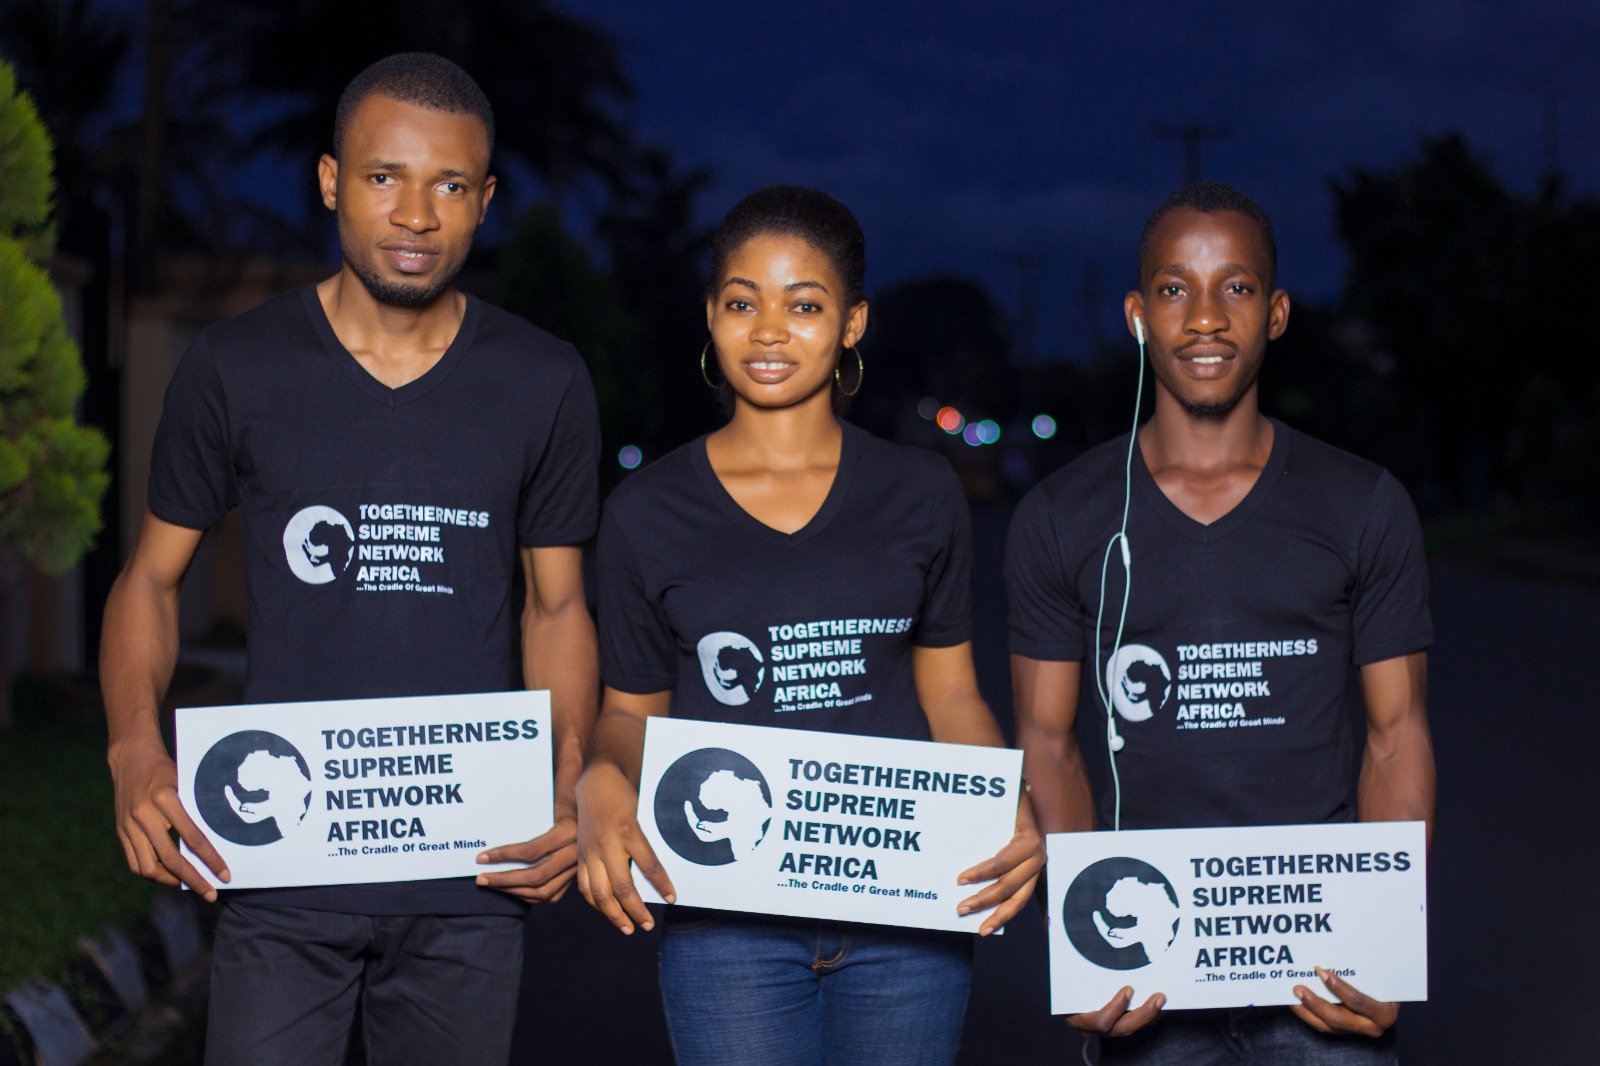 TOGETHERNESS
SUPREME
NETWORK
AFRICA
...The Cradle Of Great Minds
TOGETHERNESS
SUPREME
NETWORK
AFRICA
...The Cradle Of Great Minds
TOGETHERNESS
SUPREME
NETWORK
AFRICA
...The Cradle Of Great Minds
TOGETHERNESS
SUPREME
NETWORK
AFRICA
...The Cradle Of Great Minds
TOGETHERNESS
SUPREME
NETWORK
AFRICA
...The Cradle Of Great Minds
TOGETHERNESS
SUPREME
NETWORK
AFRICA
...The Cradle Of Great Minds